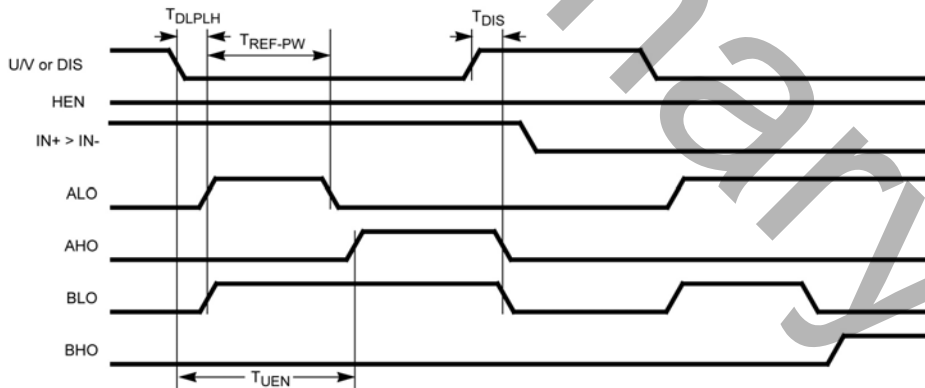 TDLPLH
TREF-PW
TDIS
U/V or DIS
HEN
IN+ > IN-
ALO
AHO
BLO
BHO
TUEN